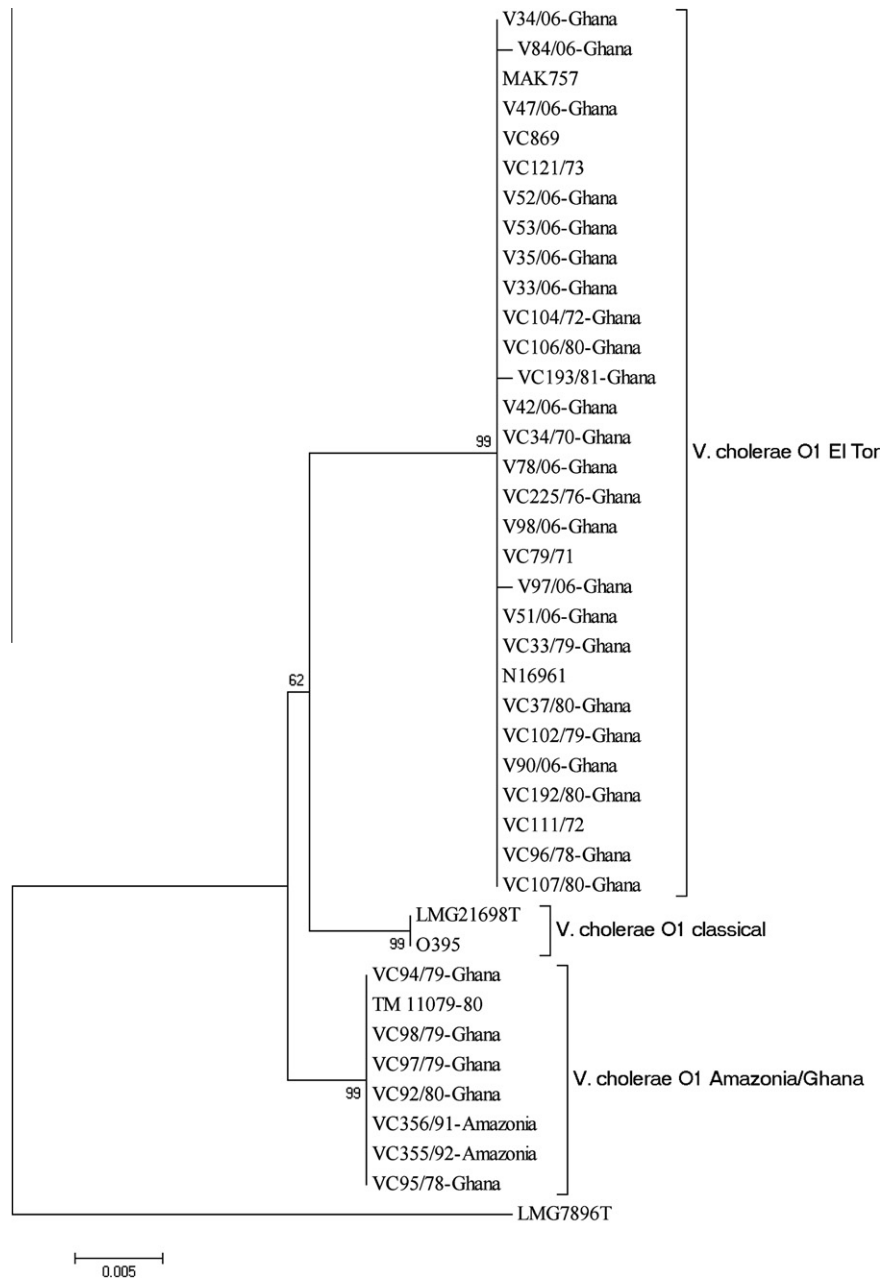 V34/06-Ghana
V84/06-Ghana
MAK757
V47/06-Ghana
VC869
VC121/73
V52/06-Ghana
V53/06-Ghana
V35/06-Ghana
V33/06-Ghana
VC104/72-Ghana
VC106/80-Ghana
VC193/81-Ghana
V42/06-Ghana
99
VC34/70-Ghana
V. cholerae O1 El Tor
V78/06-Ghana
VC225/76-Ghana
V98/06-Ghana
VC79/71
V97/06-Ghana
V51/06-Ghana
VC33/79-Ghana
N16961
62
VC37/80-Ghana
VC102/79-Ghana
V90/06-Ghana
VC192/80-Ghana
VC111/72
VC96/78-Ghana
VC107/80-Ghana
LMG21698T
V. cholerae O1 classical
99
O395
VC94/79-Ghana
TM 11079-80
VC98/79-Ghana
VC97/79-Ghana
V. cholerae O1 Amazonia/Ghana
99
VC92/80-Ghana
VC356/91-Amazonia
VC355/92-Amazonia
VC95/78-Ghana
LMG7896T
0.005